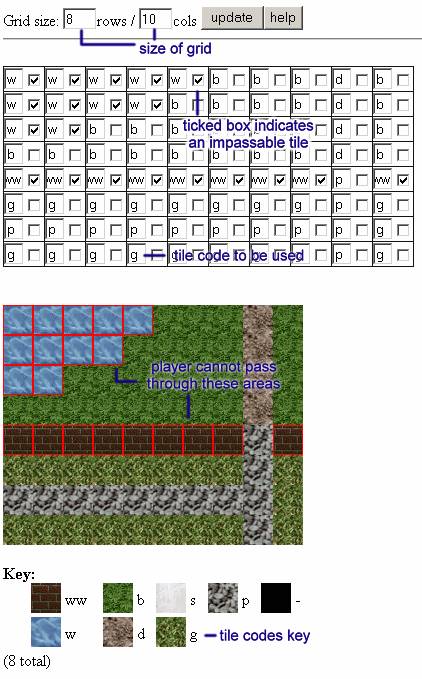 Grid size: 8 rows / 10 cols update help
size of grid
w w w w w b b b d b
w w w w b b b b d b
w w b b b b b b d b
ticked box indicates
an impassable tile
b b b b b b b b d b
ww ww ww ww ww ww ww ww p ww
g g g g g g g g p g
p p p p p p p p p g
g g g g g g g g p g
tile code to be used
player cannot pass
through these areas
Key:
ww b s p -
w d g tile codes key
(8 total)